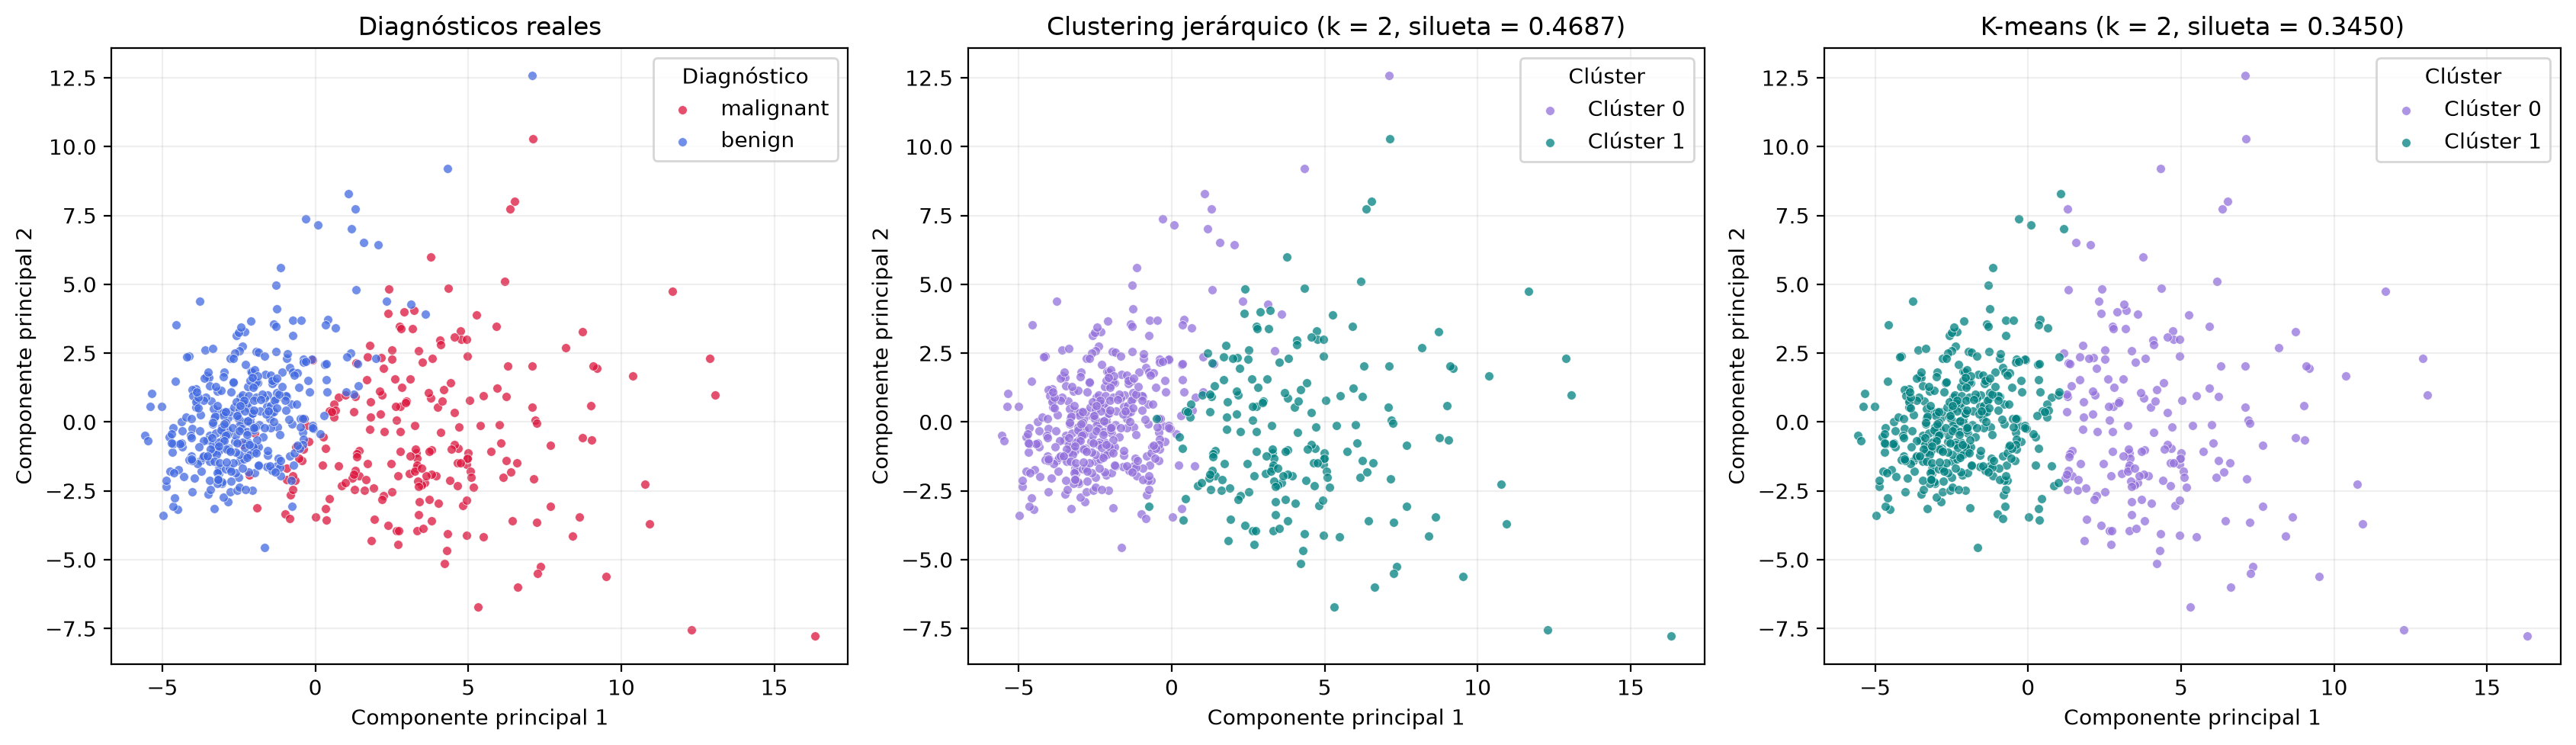 Diagnósticos reales
Diagnóstico
malignant
benign
12.5
10.0
7.5
5.0
2.5
0.0
−2.5
−5.0
−7.5
Componente principal 2
−5
0
5
10
15
Componente principal 1
Clustering jerárquico (k = 2, silueta = 0.4687)
Clúster
Clúster 0
Clúster 1
12.5
10.0
7.5
5.0
2.5
0.0
−2.5
−5.0
−7.5
Componente principal 2
−5
0
5
10
15
Componente principal 1
K-means (k = 2, silueta = 0.3450)
Clúster
Clúster 0
Clúster 1
12.5
10.0
7.5
5.0
2.5
0.0
−2.5
−5.0
−7.5
Componente principal 2
−5
0
5
10
15
Componente principal 1